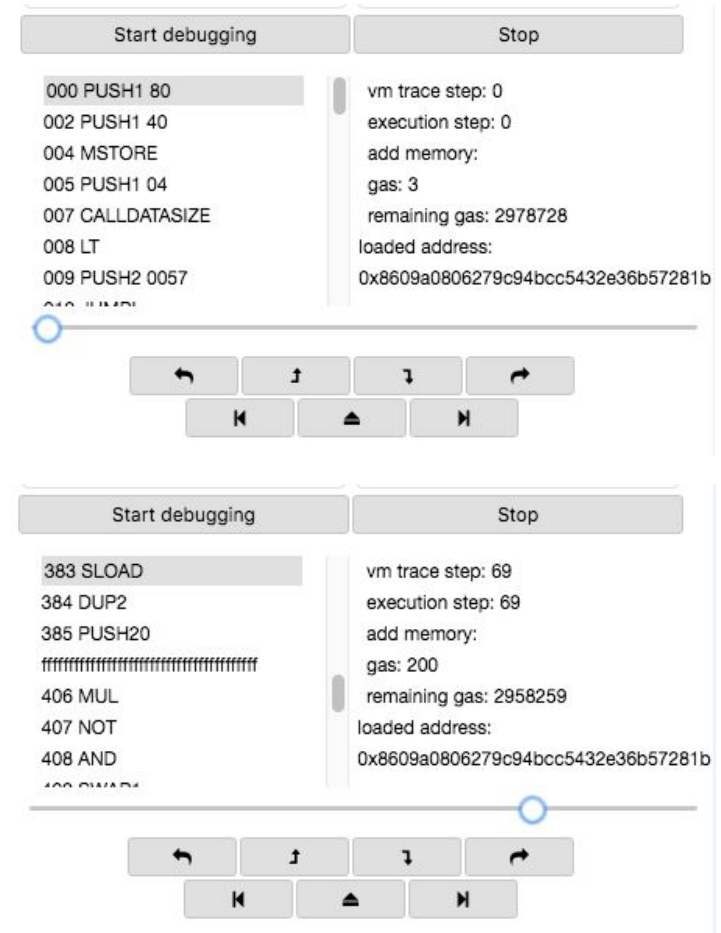 Start debugging
Stop
000 PUSH1 80
002 PUSH1 40
004 MSTORE
005 PUSH1 04
007 CALLDATASIZE
008 LT
009 PUSH2 0057
vm trace step: 0
execution step: 0
add memory:
gas: 3
remaining gas: 2978728
loaded address:
0x8609a0806279c94bcc5432e36b57281b
Start debugging
Stop
383 SLOAD
384 DUP2
385 PUSH20
ffffffffffffffffffffffffffffffffffffffff
406 MUL
407 NOT
408 AND
409 SWAP1
vm trace step: 69
execution step: 69
add memory:
gas: 200
remaining gas: 2958259
loaded address:
0x8609a0806279c94bcc5432e36b57281b